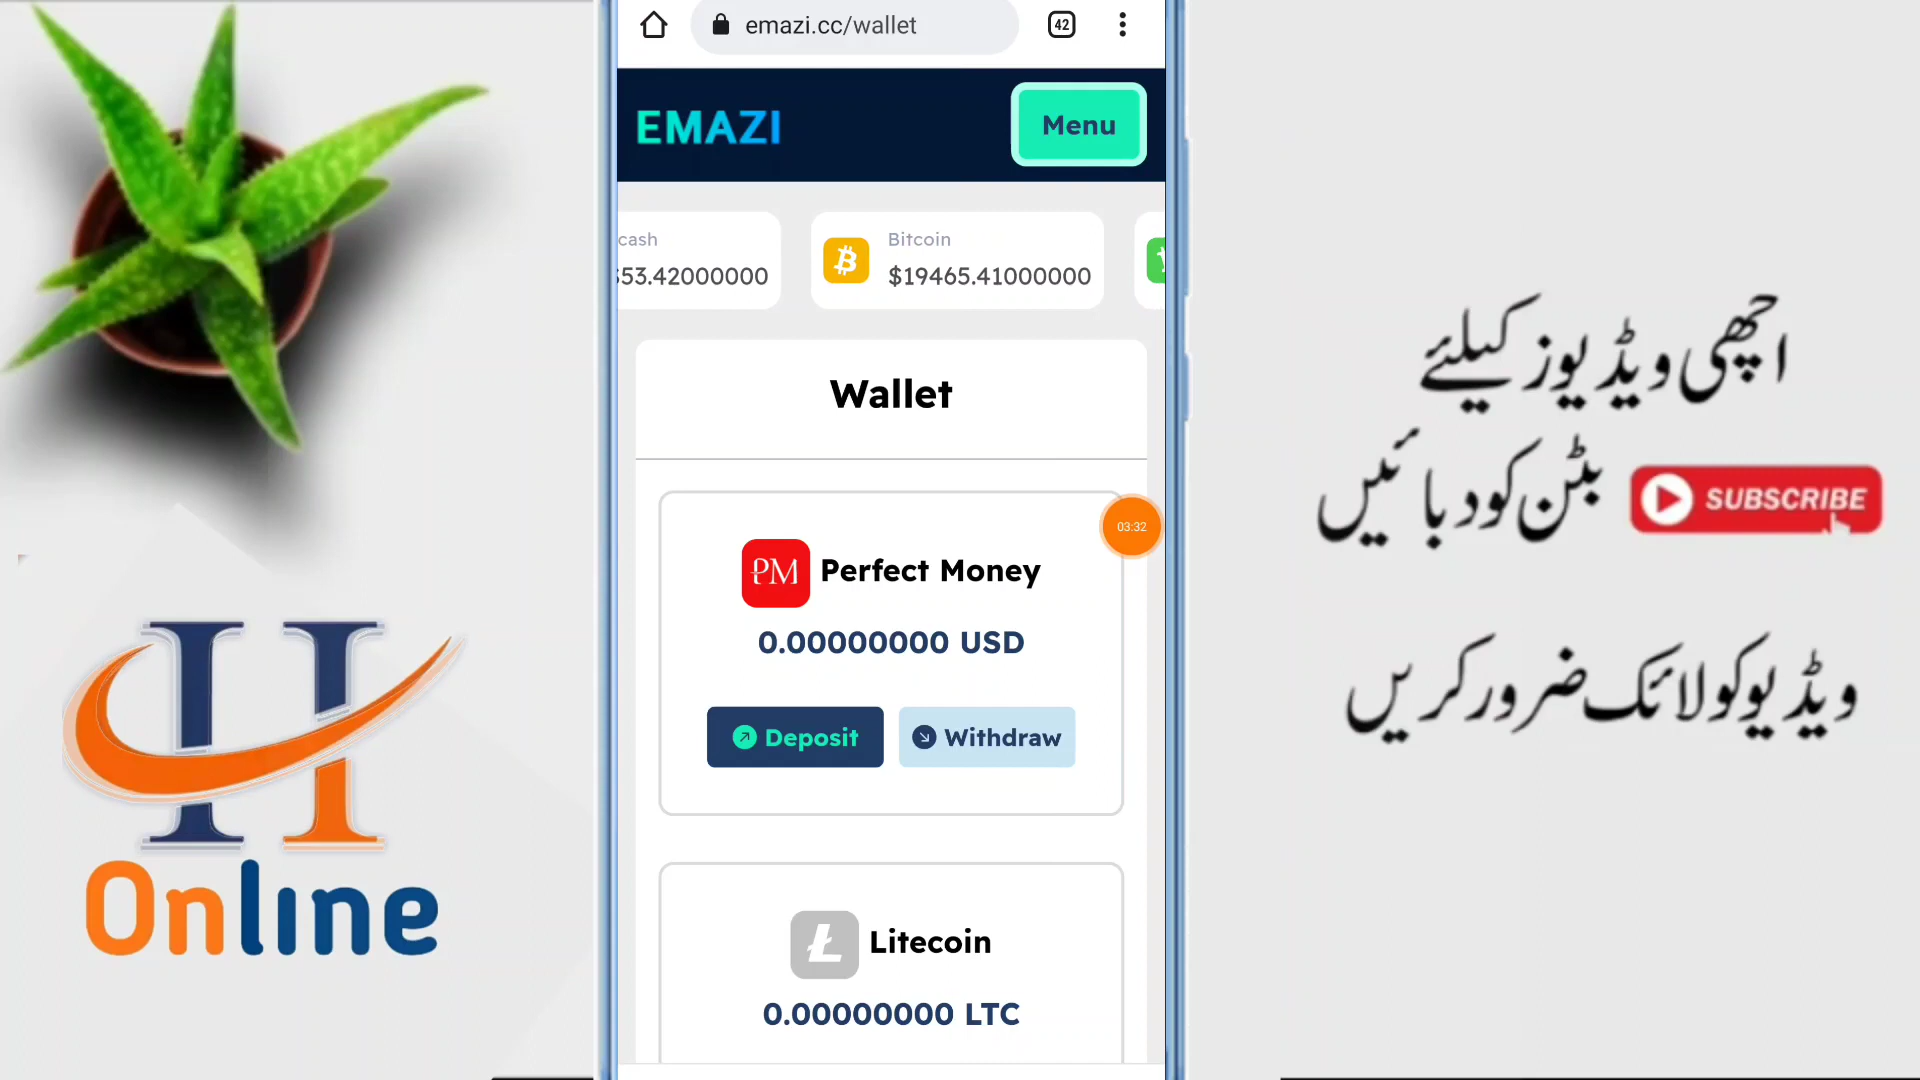 42
emazi.cc/wallet
EMAZI
Menu
cash
Bitcoin
53.42000000
$19465.41000000
Wallet
03:32
PM
Perfect Money
0.00000000 USD
Deposit
Withdraw
Litecoin
0.00000000 LTC
H
Online
اچھی ویڈیوز کیلئے
بٹن کو دبائیں
SUBSCRIBE
ویڈیو کو لائک ضرور کریں